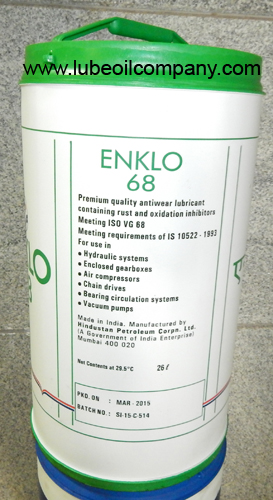 www.lubeoilcompany.com
ENKLO
68
Premium quality antiwear lubricant
containing rust and oxidation inhibitors
Meeting ISO VG 68
Meeting requirements of IS 10522 - 1993
For use in
• Hydraulic systems
• Enclosed gearboxes
• Air compressors
• Chain drives
• Bearing circulation systems
• Vacuum pumps
Made in India. Manufactured by
Hindustan Petroleum Corpn. Ltd.
(A Government of India Enterprise)
Mumbai 400 020
Net Contents at 29.5°C 26 ℓ
PKD. ON : MAR - 2015
BATCH NO. : SI-15-C-514
KLO